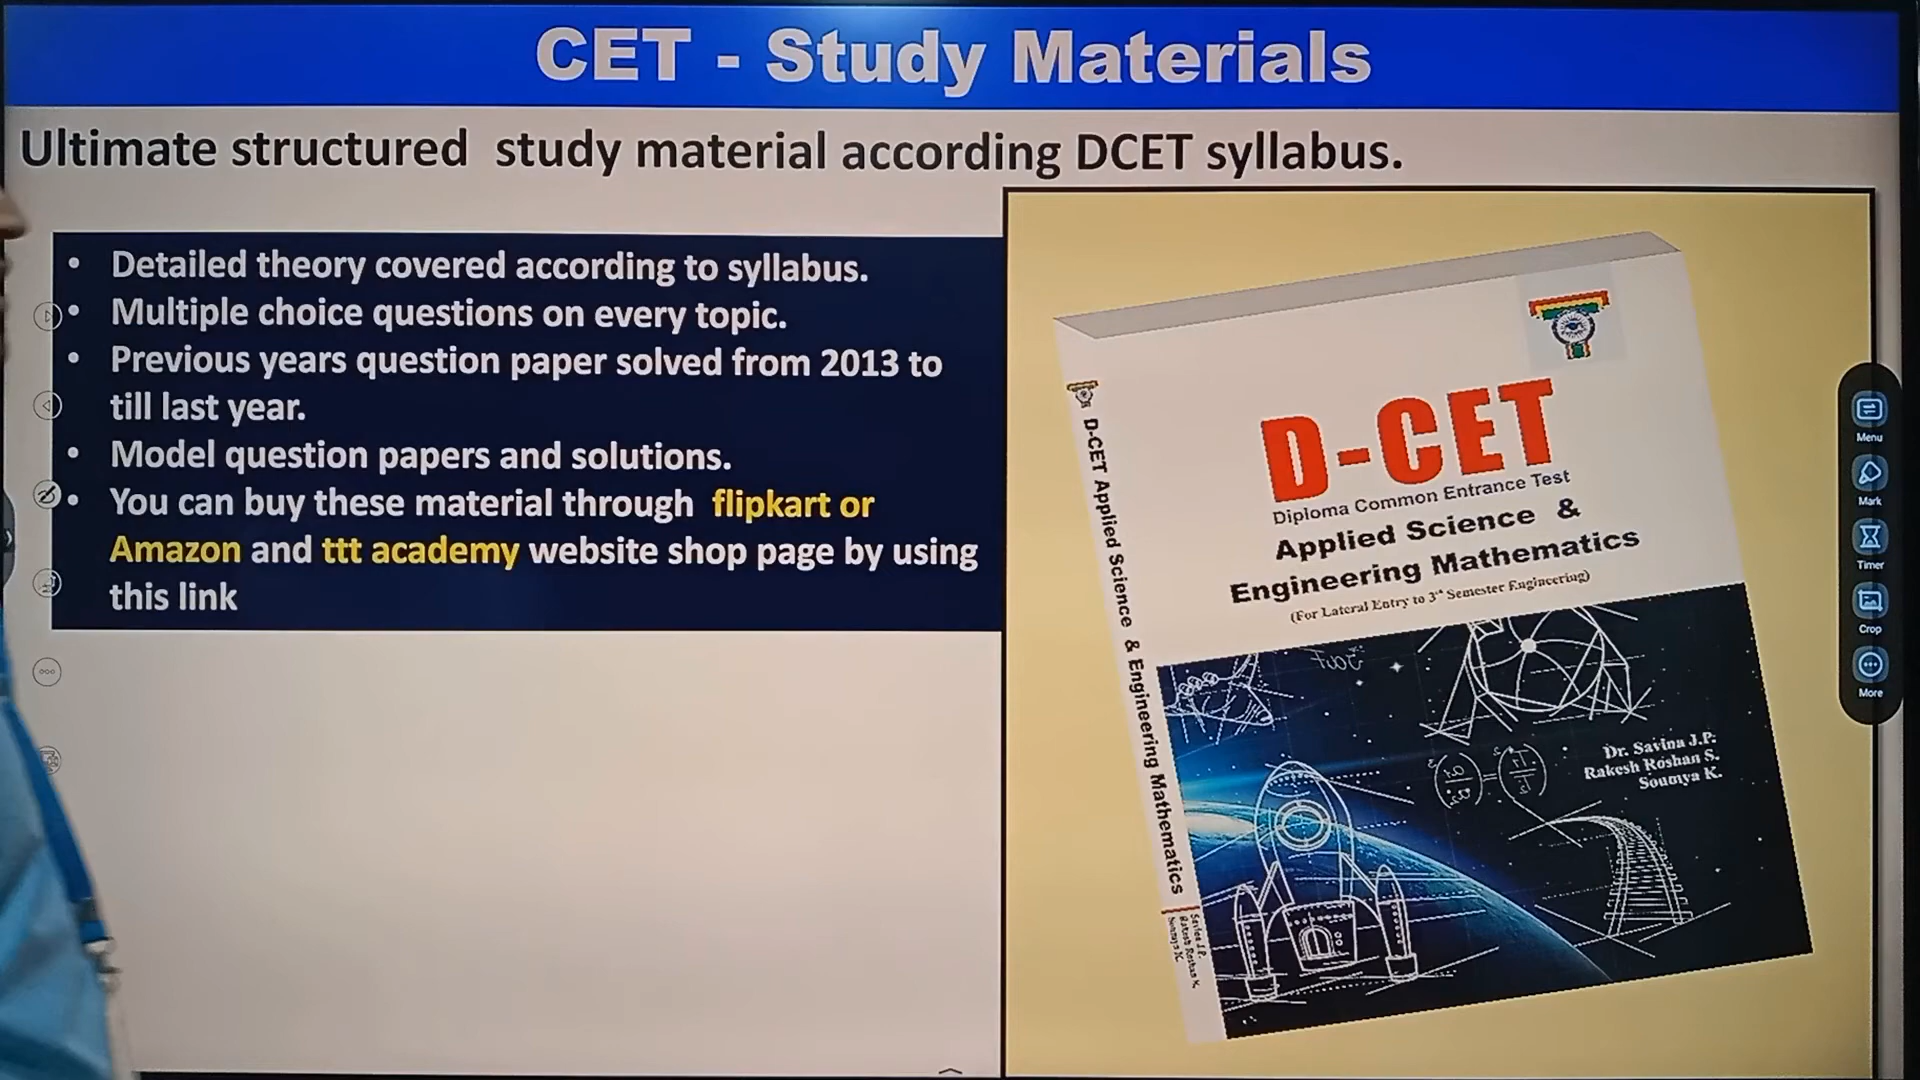 CET - Study Materials
Ultimate structured study material according DCET syllabus.
• Detailed theory covered according to syllabus.
• Multiple choice questions on every topic.
• Previous years question paper solved from 2013 to
till last year.
• Model question papers and solutions.
• You can buy these material through flipkart or
Amazon and ttt academy website shop page by using
this link
D-CET
Diploma Common Entrance Test
Applied Science &
Engineering Mathematics
(For Lateral Entry to 3rd Semester Engineering)
Dr. Savina J.P.
Rakesh Roshan S.
Soumya K.
D-CET Applied Science & Engineering Mathematics
Menu
Mark
Timer
Crop
More